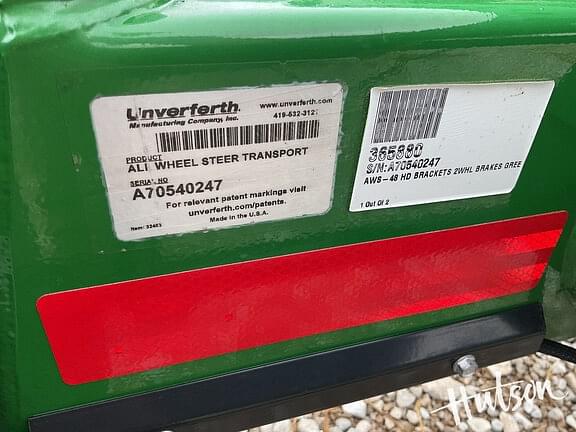 Unverferth.
Manufacturing Company, Inc.
www.unverferth.com
419-532-3121
PRODUCT
ALL WHEEL STEER TRANSPORT
SERIAL NO
A70540247
For relevant patent markings visit
unverferth.com/patents.
Made in the U.S.A.
365880
S/N:A70540247
AWS-48 HD BRACKETS 2WHL BRAKES GREE
1 Out Of 2
Hutson